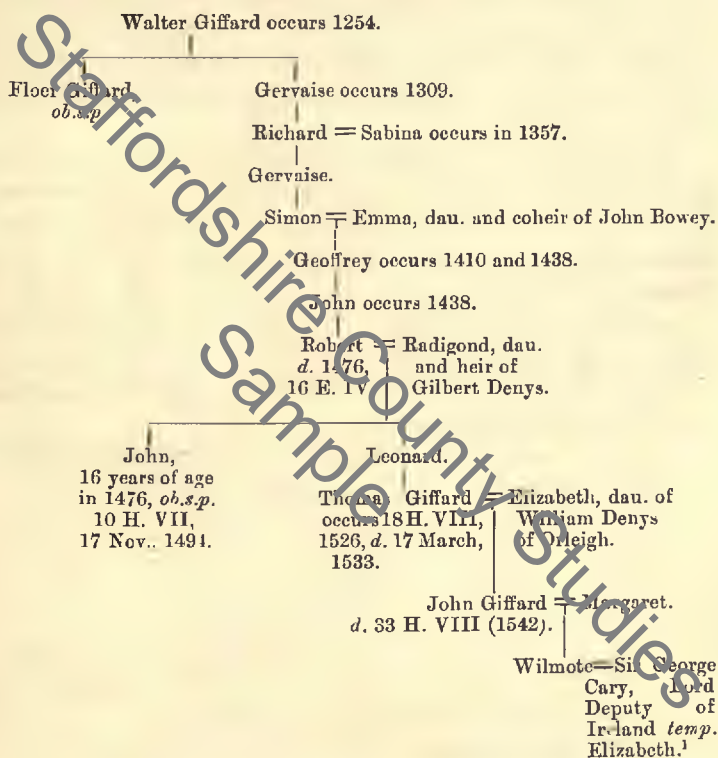 Walter Giffard occurs 1254.
Floer Giffard Gervaise occurs 1309.
ob.s.p
Richard = Sabina occurs in 1357.
Gervaise.
Simon = Emma, dau. and coheir of John Bowey.
Geoffrey occurs 1410 and 1438.
John occurs 1438.
Robert = Radigond, dau.
d. 1476, and heir of
16 E. IV Gilbert Denys.
John,
16 years of age
in 1476, ob.s.p.
10 H. VII,
17 Nov.. 1494.
Leonard.
Thomas Giffard = Elizabeth, dau. of
occurs 18 H. VIII, William Denys
1526, d. 17 March, of Orleigh.
1533.
John Giffard = Margaret.
d. 33 H. VIII (1542).
Wilmote—Sir George
Cary, Lord
Deputy of
Ireland temp.
Elizabeth.¹
Staffordshire County Studies
Sample